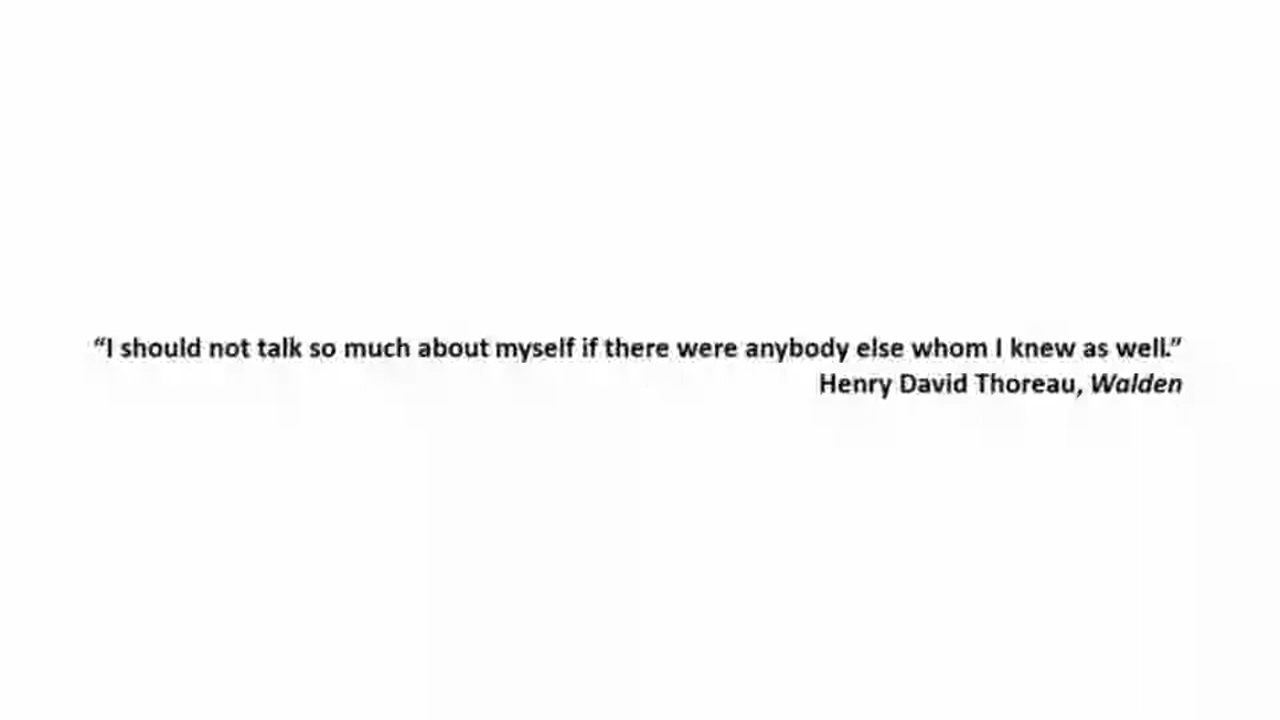 “I should not talk so much about myself if there were anybody else whom I knew as well.”
Henry David Thoreau, Walden